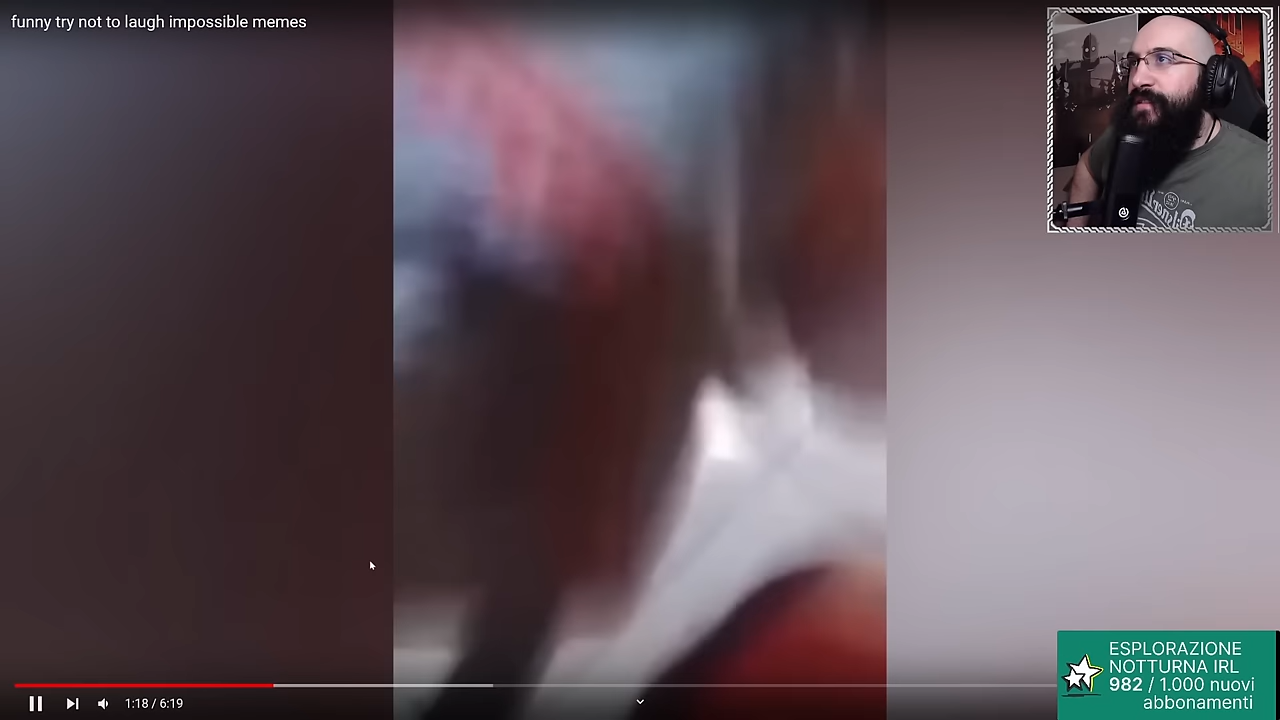 funny try not to laugh impossible memes
1:18 / 6:19
ESPLORAZIONE
NOTTURNA IRL
982 / 1.000 nuovi
abbonamenti